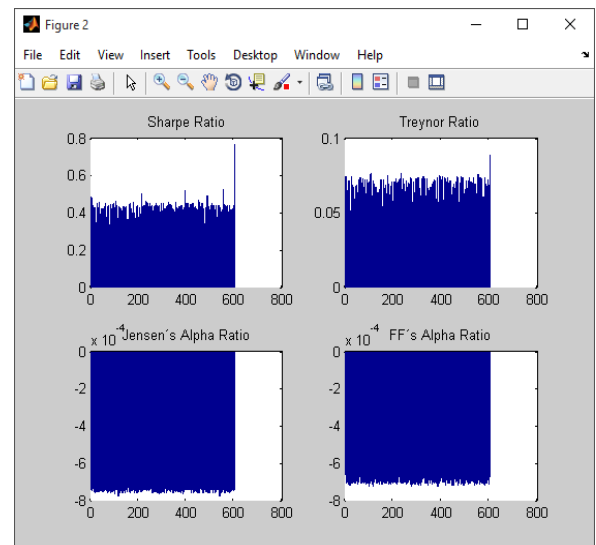 Figure 2
File Edit View Insert Tools Desktop Window Help
Sharpe Ratio
0.8
0.6
0.4
0.2
0
0 200 400 600 800
Treynor Ratio
0.1
0.05
0
0 200 400 600 800
x 10-4 Jensen´s Alpha Ratio
0
-2
-4
-6
-8
0 200 400 600 800
x 10-4 FF´s Alpha Ratio
0
-2
-4
-6
-8
0 200 400 600 800